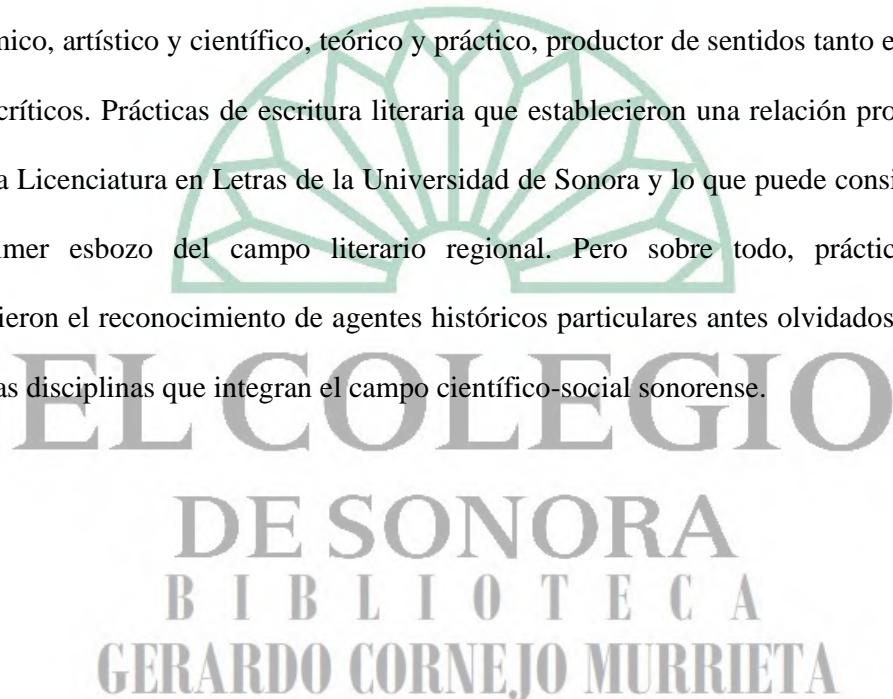 mico, artístico y científico, teórico y práctico, productor de sentidos tanto e
críticos. Prácticas de escritura literaria que establecieron una relación pro
a Licenciatura en Letras de la Universidad de Sonora y lo que puede consi
imer esbozo del campo literario regional. Pero sobre todo, práctic
ieron el reconocimiento de agentes históricos particulares antes olvidados
as disciplinas que integran el campo científico-social sonorense.
EL COLEGIO
DE SONORA
BIBLIOTECA
GERARDO CORNEJO MURRIETA